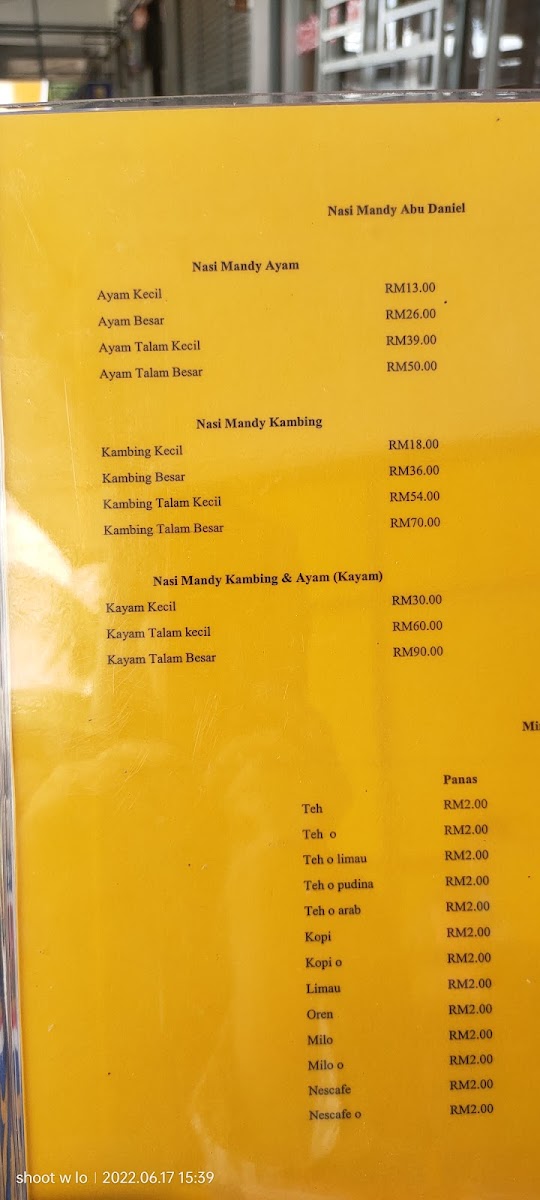 Nasi Mandy Abu Daniel
Nasi Mandy Ayam
Ayam Kecil RM13.00
Ayam Besar RM26.00
Ayam Talam Kecil RM39.00
Ayam Talam Besar RM50.00
Nasi Mandy Kambing
Kambing Kecil RM18.00
Kambing Besar RM36.00
Kambing Talam Kecil RM54.00
Kambing Talam Besar RM70.00
Nasi Mandy Kambing & Ayam (Kayam)
Kayam Kecil RM30.00
Kayam Talam kecil RM60.00
Kayam Talam Besar RM90.00
Panas
Teh RM2.00
Teh o RM2.00
Teh o limau RM2.00
Teh o pudina RM2.00
Teh o arab RM2.00
Kopi RM2.00
Kopi o RM2.00
Limau RM2.00
Oren RM2.00
Milo RM2.00
Milo o RM2.00
Nescafe RM2.00
Nescafe o RM2.00
shoot w lo | 2022.06.17 15:39